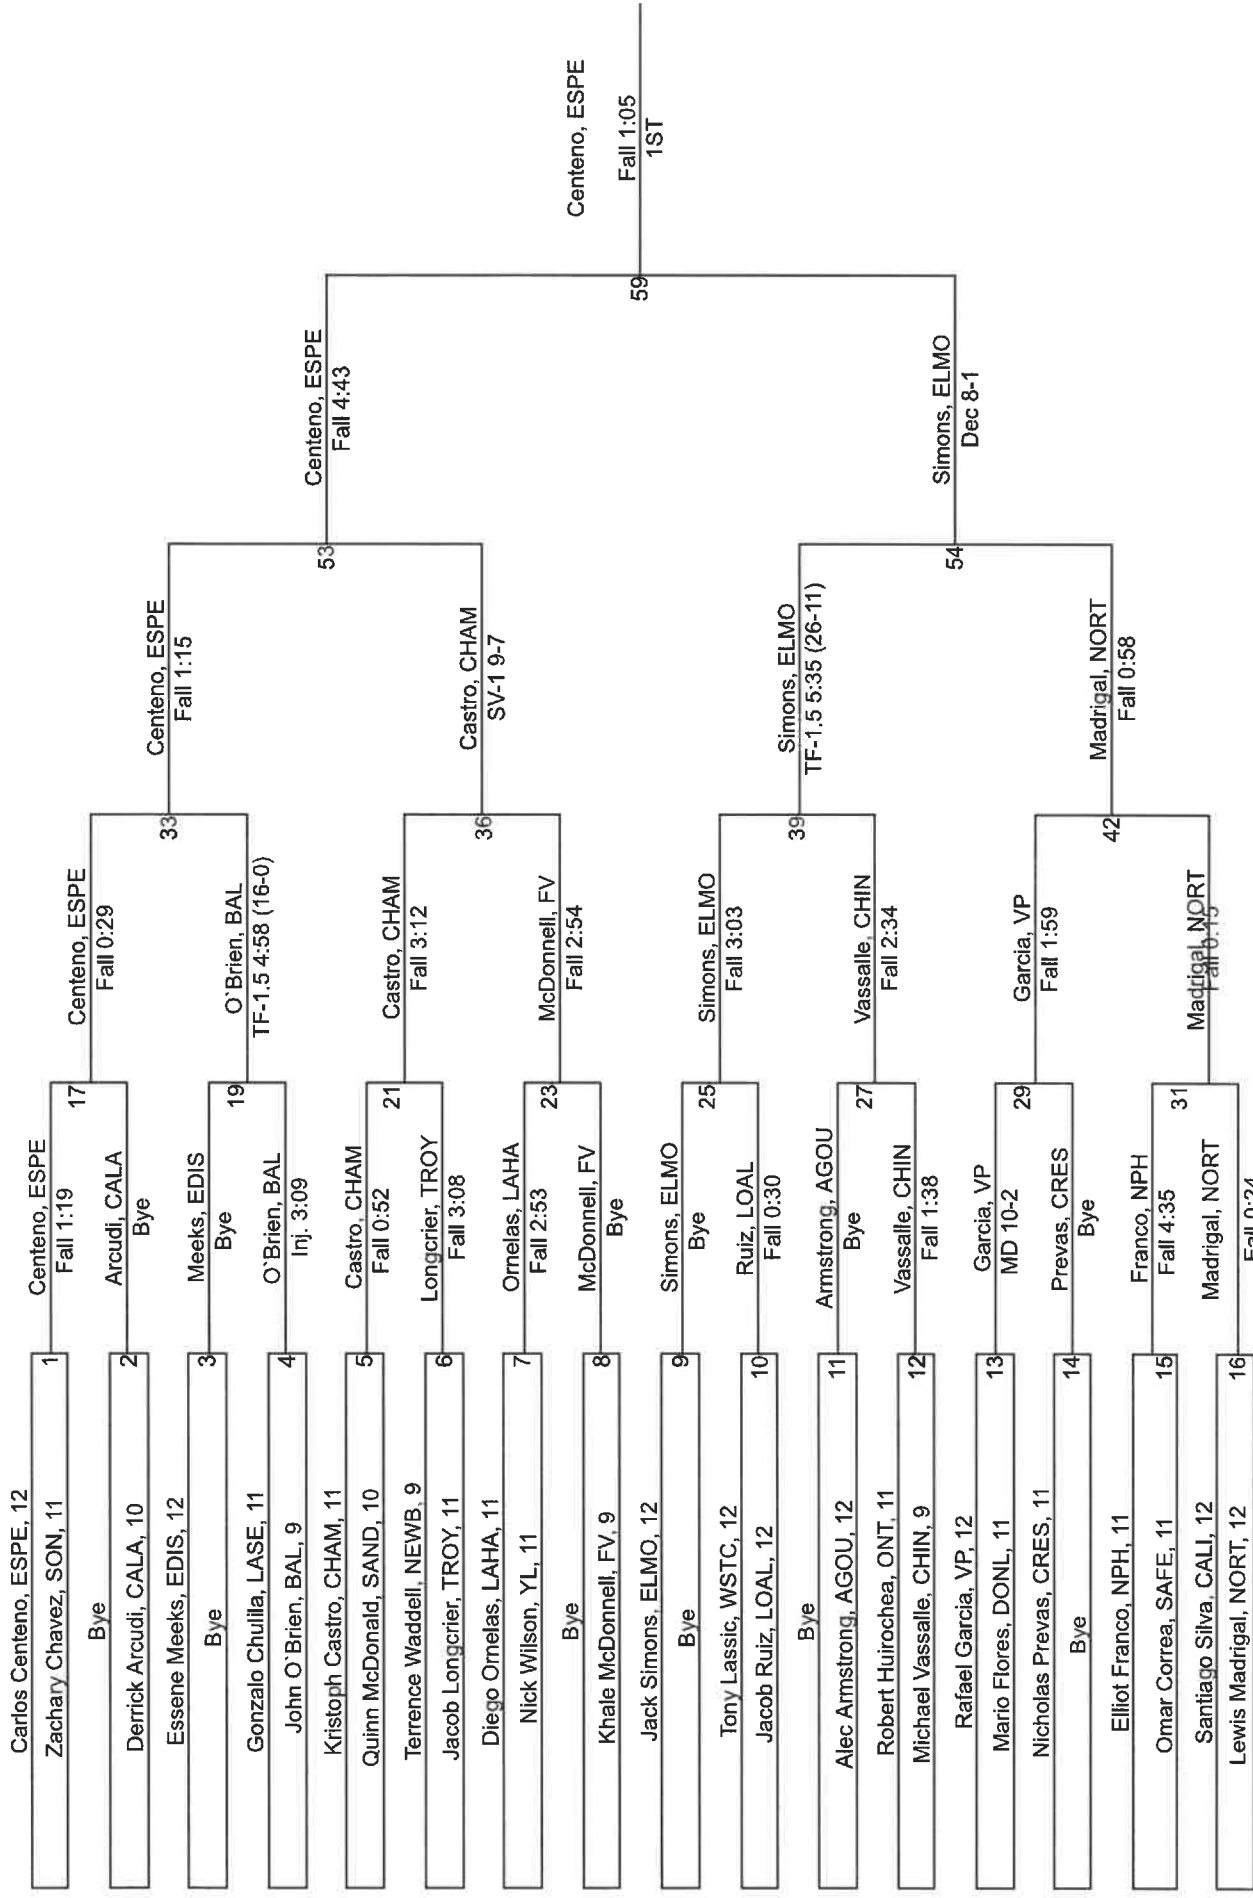 Carlos Centeno, ESPE, 12
1
Zachary Chavez, SON, 11
Bye
2
Derrick Arcudi, CALA, 10
Essene Meeks, EDIS, 12
3
Bye
Gonzalo Chulila, LASE, 11
4
John O`Brien, BAL, 9
Kristoph Castro, CHAM, 11
5
Quinn McDonald, SAND, 10
Terrence Waddell, NEWB, 9
6
Jacob Longcrier, TROY, 11
Diego Ornelas, LAHA, 11
7
Nick Wilson, YL, 11
Bye
8
Khale McDonnell, FV, 9
Jack Simons, ELMO, 12
9
Bye
Tony Lassic, WSTC, 12
10
Jacob Ruiz, LOAL, 12
Bye
11
Alec Armstrong, AGOU, 12
Robert Huirochea, ONT, 11
12
Michael Vassalle, CHIN, 9
Rafael Garcia, VP, 12
13
Mario Flores, DONL, 11
Nicholas Prevas, CRES, 11
14
Bye
Elliot Franco, NPH, 11
15
Omar Correa, SAFE, 11
Santiago Silva, CALI, 12
16
Lewis Madrigal, NORT, 12
Centeno, ESPE
Fall 1:19
17
Arcudi, CALA
Bye
Meeks, EDIS
Bye
19
O`Brien, BAL
Inj. 3:09
Castro, CHAM
Fall 0:52
21
Longcrier, TROY
Fall 3:08
Ornelas, LAHA
Fall 2:53
23
McDonnell, FV
Bye
Simons, ELMO
Bye
25
Ruiz, LOAL
Fall 0:30
Armstrong, AGOU
Bye
27
Vassalle, CHIN
Fall 1:38
Garcia, VP
MD 10-2
29
Prevas, CRES
Bye
Franco, NPH
Fall 4:35
31
Madrigal, NORT
Fall 0:24
Centeno, ESPE
Fall 0:29
33
O`Brien, BAL
TF-1.5 4:58 (16-0)
Castro, CHAM
Fall 3:12
36
McDonnell, FV
Fall 2:54
Simons, ELMO
Fall 3:03
39
Vassalle, CHIN
Fall 2:34
Garcia, VP
Fall 1:59
42
Madrigal, NORT
Fall 0:15
Centeno, ESPE
Fall 1:15
53
Castro, CHAM
SV-1 9-7
Simons, ELMO
TF-1.5 5:35 (26-11)
54
Madrigal, NORT
Fall 0:58
Centeno, ESPE
Fall 4:43
59
Simons, ELMO
Dec 8-1
Centeno, ESPE
Fall 1:05
1ST